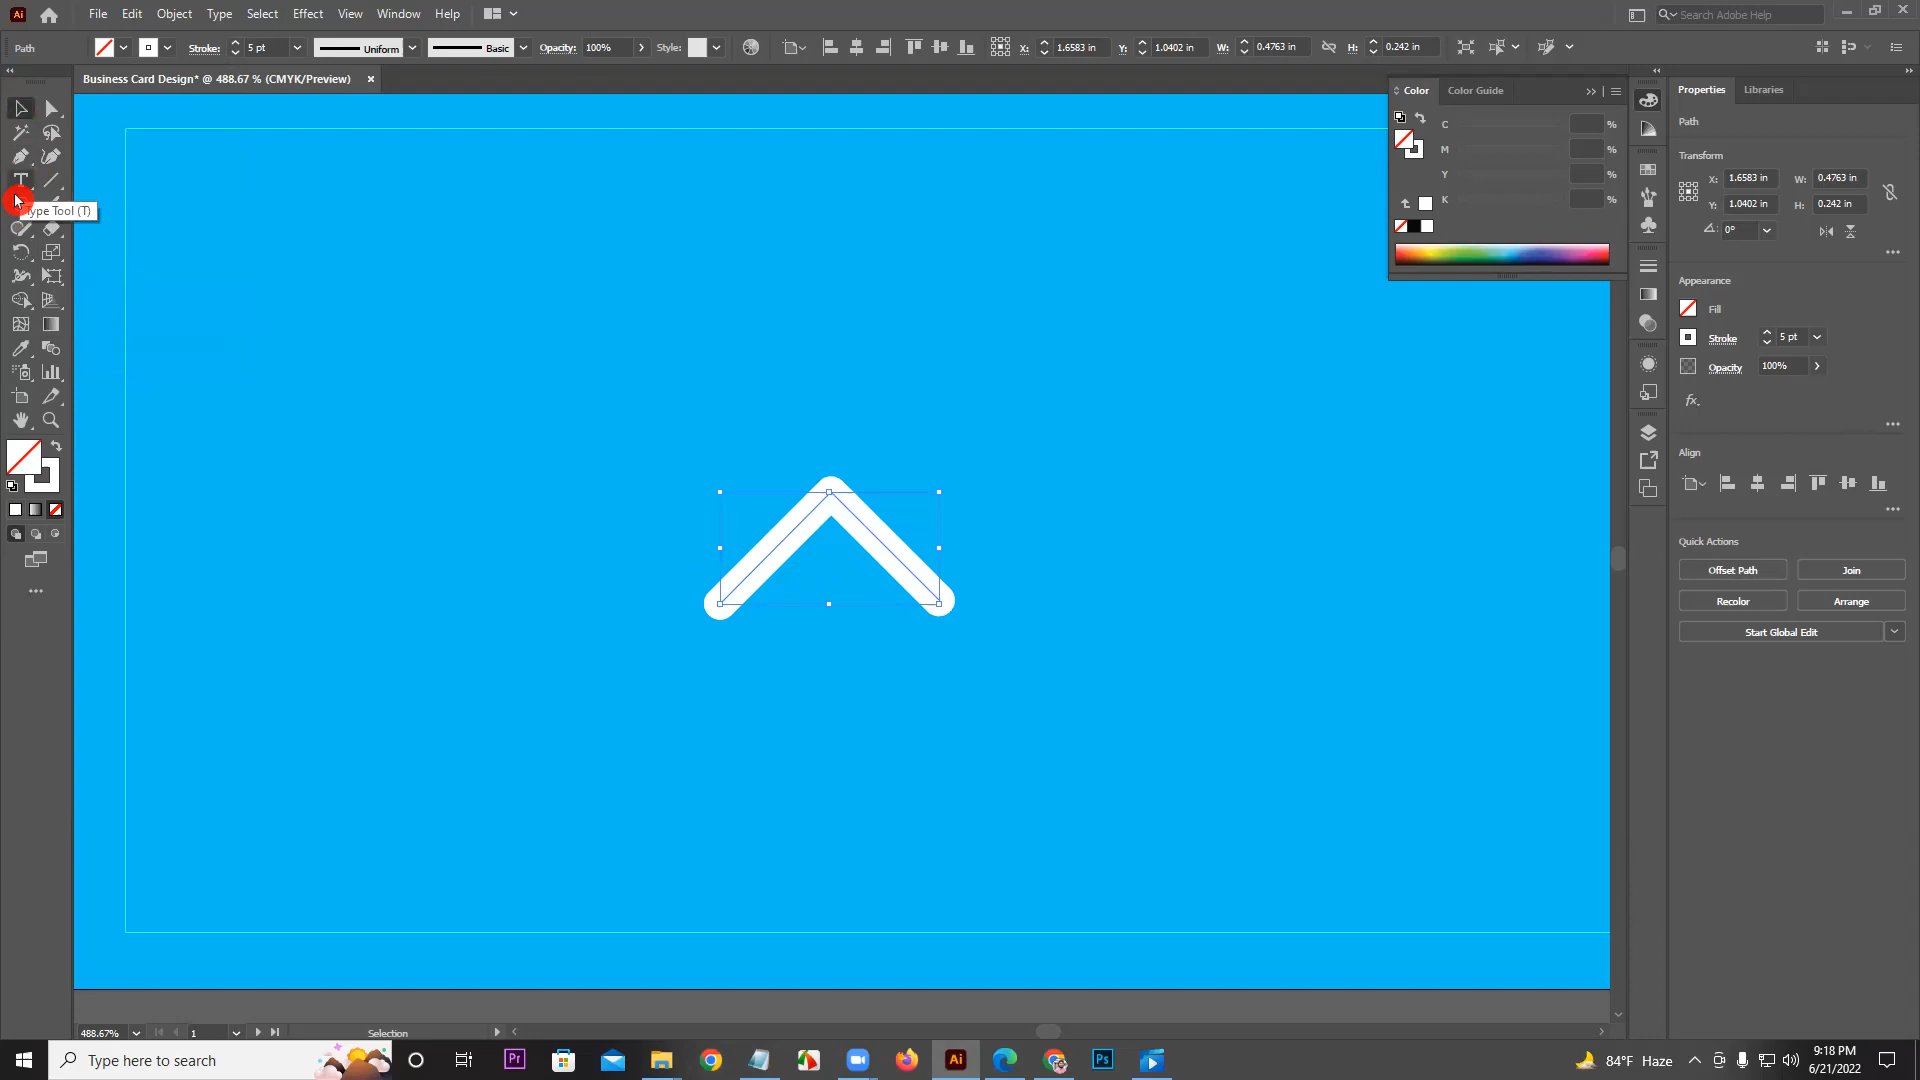 Ai File Edit Object Type Select Effect View Window Help Search Adobe Help
Path Stroke: 5 pt Uniform Basic Opacity: 100% Style: X: 1.6583 in Y: 1.0402 in W: 0.4763 in H: 0.242 in
Business Card Design* @ 488.67 % (CMYK/Preview) ×
Color Color Guide
C %
M %
Y %
K %
Properties Libraries
Path
Transform
X: 1.6583 in W: 0.4763 in
Y: 1.0402 in H: 0.242 in
0°
Appearance
Fill
Stroke 5 pt
Opacity 100%
fx.
Align
Quick Actions
Offset Path Join
Recolor Arrange
Start Global Edit
Type Tool (T)
488.67% 1 Selection
Type here to search Pr Ai Ps 84°F Haze 9:18 PM
6/21/2022